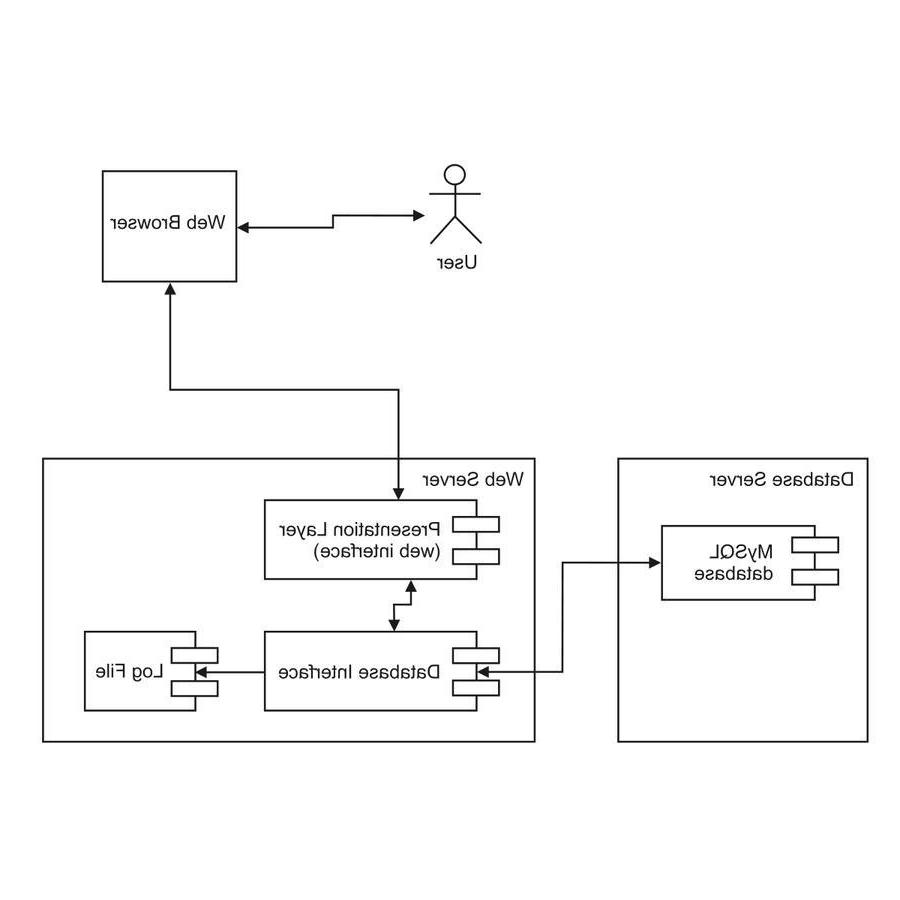 Web Browser
User
Web Server
Database Server
Presentation Layer
(web interface)
MySQL
database
Log File
Database Interface